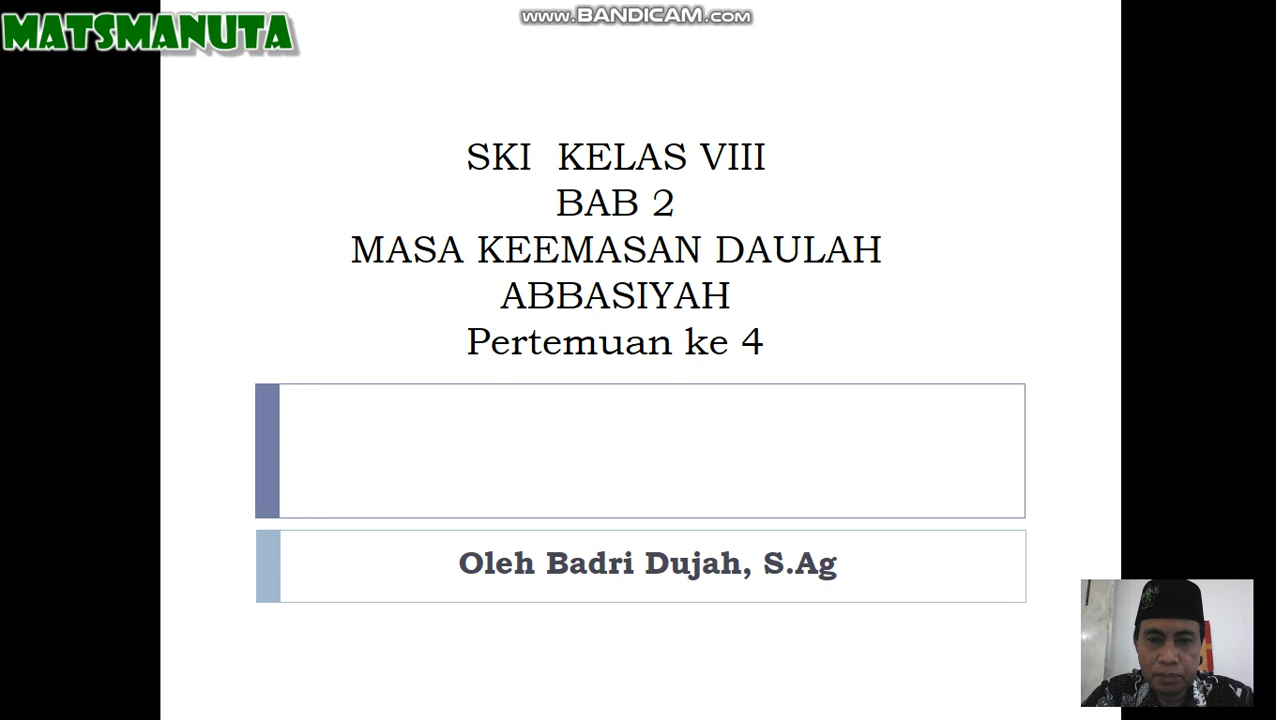 MATSMANUTA
WWW.BANDICAM.COM
SKI KELAS VIII
BAB 2
MASA KEEMASAN DAULAH
ABBASIYAH
Pertemuan ke 4
Oleh Badri Dujah, S.Ag